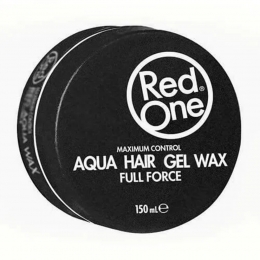 Red
One
MAXIMUM CONTROL
AQUA HAIR GEL WAX
FULL FORCE
150 mL ℮